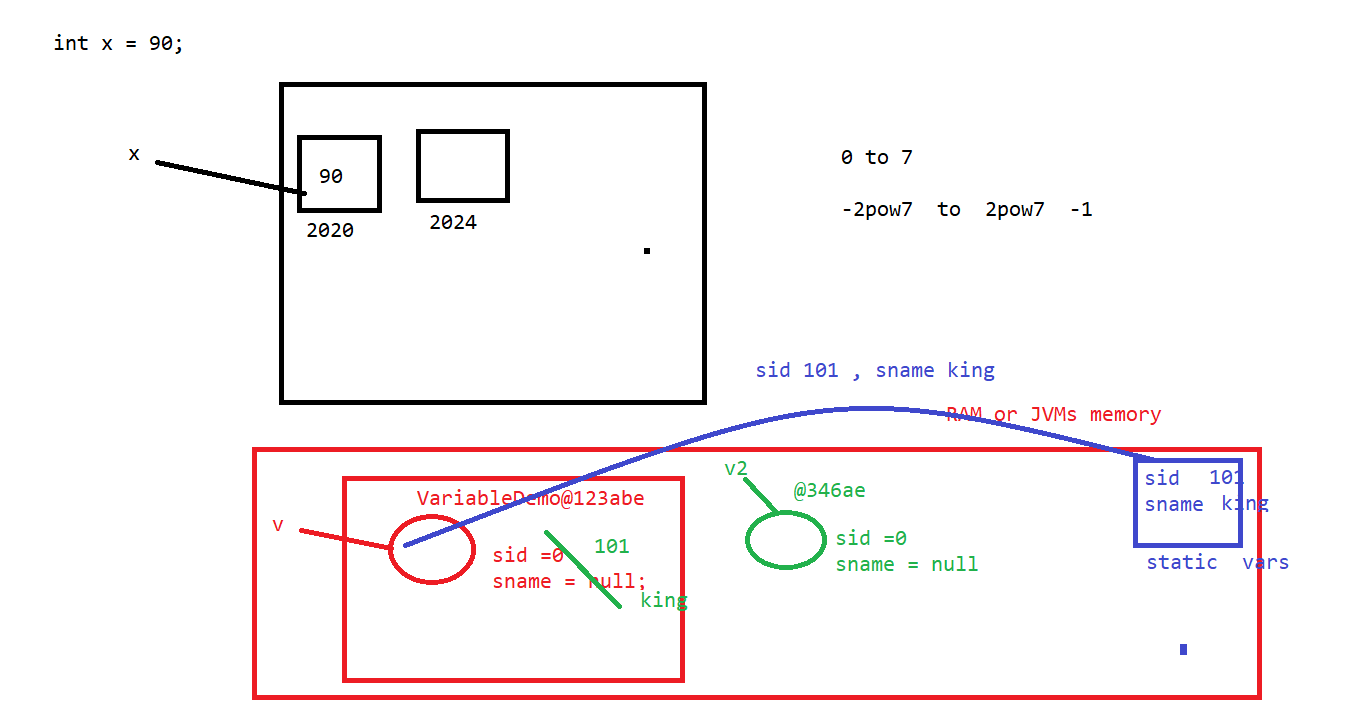 int x = 90;
x
90
2020
2024
0 to 7
-2pow7 to 2pow7 -1
sid 101 , sname king
RAM or JVMs memory
v
VariableDemo@123abe
sid =0
101
sname = null;
king
v2
@346ae
sid =0
sname = null
sid 101
sname king
static vars